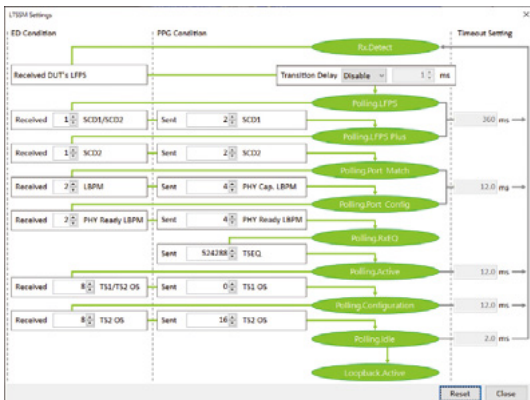 LTSSM Settings
ED Condition PPG Condition Timeout Setting
Rx.Detect
Received DUT's LFPS Transition Delay Disable 1 ms
Polling.LFPS
Received 1 SCD1/SCD2 Sent 2 SCD1 360 ms
Polling.LFPS Plus
Received 1 SCD2 Sent 2 SCD2
Polling.Port Match
Received 2 LBPM Sent 4 PHY Cap. LBPM 12.0 ms
Polling.Port Config
Received 2 PHY Ready LBPM Sent 4 PHY Ready LBPM
Polling.RxEQ
Sent 524288 TSEQ
Polling.Active 12.0 ms
Received 8 TS1/TS2 OS Sent 0 TS1 OS
Polling.Configuration 12.0 ms
Received 8 TS2 OS Sent 16 TS2 OS
Polling.Idle 2.0 ms
Loopback.Active
Reset Close